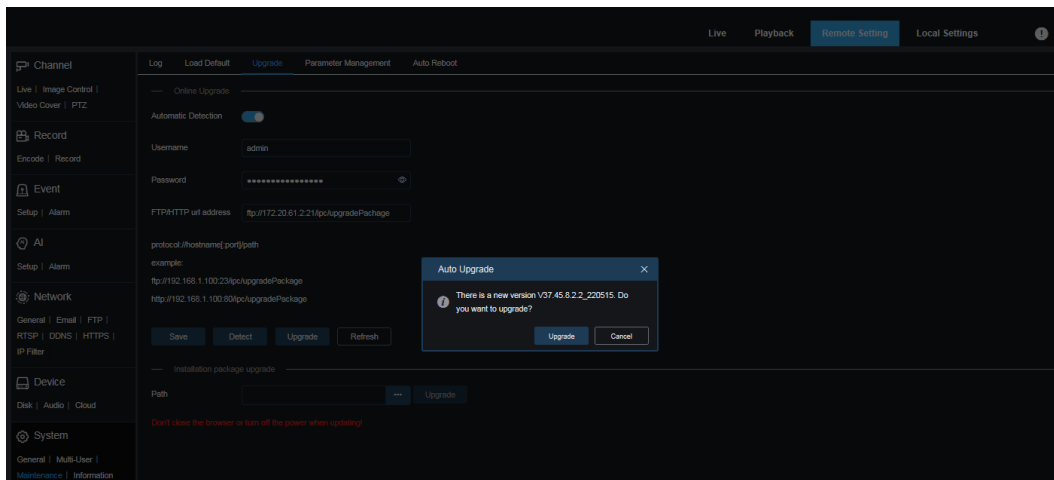 Live Playback Remote Setting Local Settings
Channel
Live | Image Control |
Video Cover | PTZ
Record
Encode | Record
Event
Setup | Alarm
AI
Setup | Alarm
Network
General | Email | FTP |
RTSP | DDNS | HTTPS |
IP Filter
Device
Disk | Audio | Cloud
System
General | Multi-User |
Maintenance | Information
Log Load Default Upgrade Parameter Management Auto Reboot
Online Upgrade
Automatic Detection
Username admin
Password ••••••••••••••••
FTP/HTTP url address ftp://172.20.61.2:21/ipc/upgradePachage
protocol://hostname[:port]/path
example:
ftp://192.168.1.100:23/ipc/upgradePackage
http://192.168.1.100:80/ipc/upgradePackage
Save Detect Upgrade Refresh
Installation package upgrade
Path ••• Upgrade
Don't close the browser or turn off the power when updating!
Auto Upgrade
There is a new version V37.45.8.2.2_220515. Do
you want to upgrade?
Upgrade Cancel